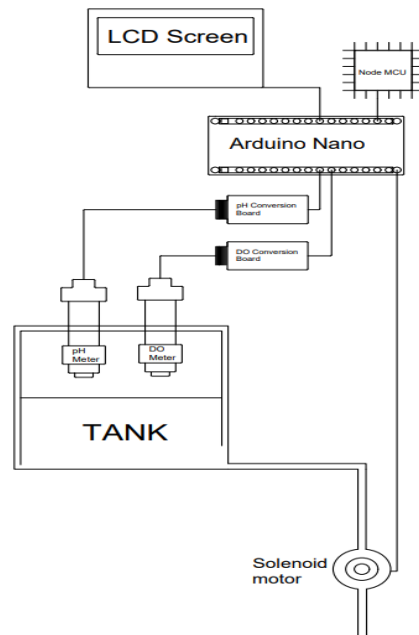 LCD Screen
Node MCU
Arduino Nano
pH Conversion
Board
DO Conversion
Board
pH
Meter
DO
Meter
TANK
Solenoid
motor